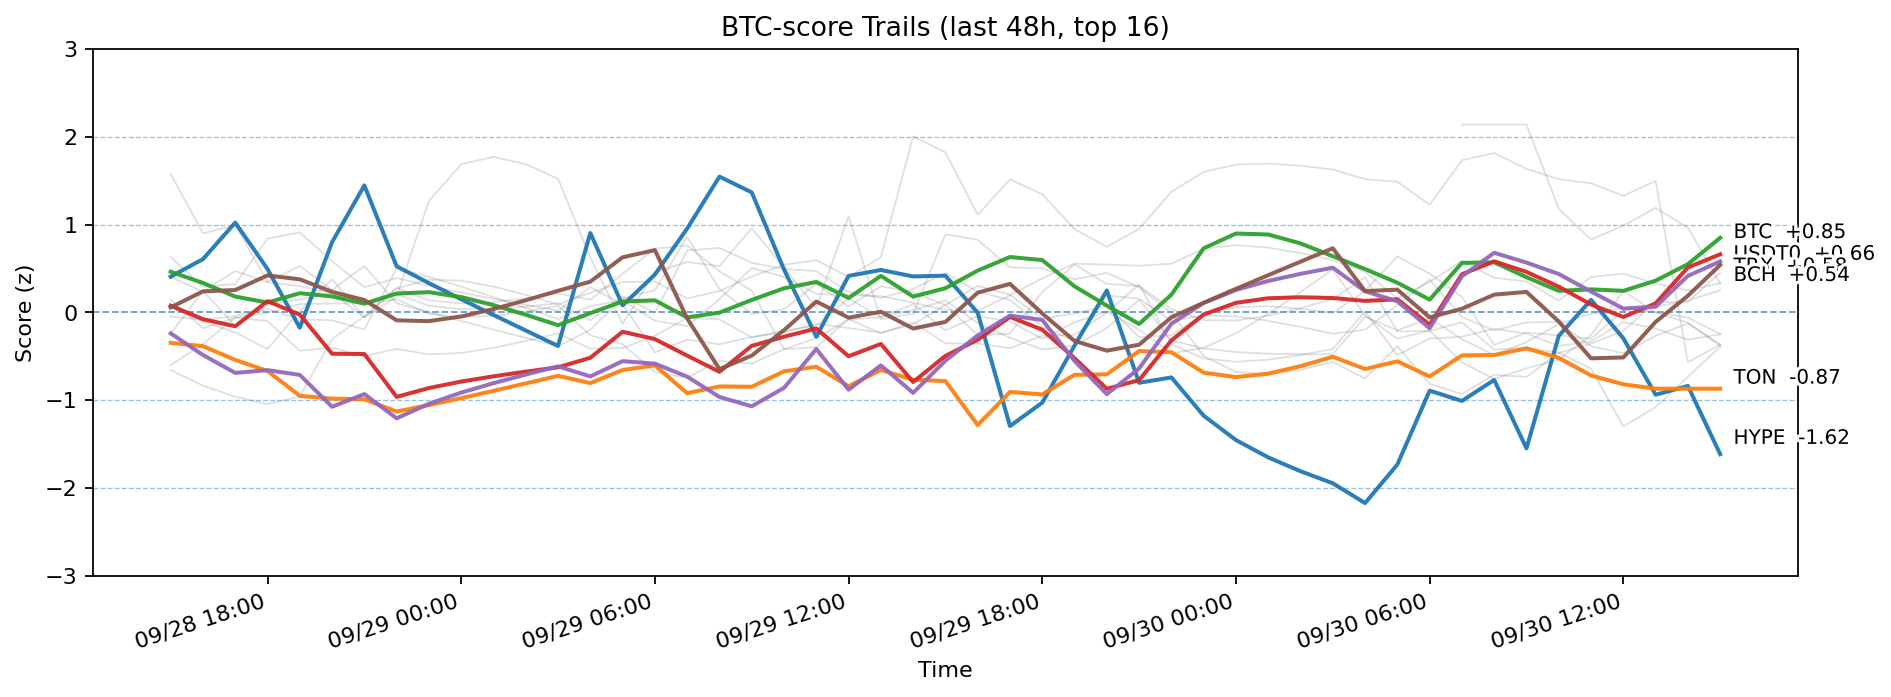 BTC-score Trails (last 48h, top 16)
Score (z)
3
2
1
0
−1
−2
−3
BTC +0.85
USDT0 +0.66
BCH +0.54
TON -0.87
HYPE -1.62
09/28 18:00
09/29 00:00
09/29 06:00
09/29 12:00
09/29 18:00
09/30 00:00
09/30 06:00
09/30 12:00
Time